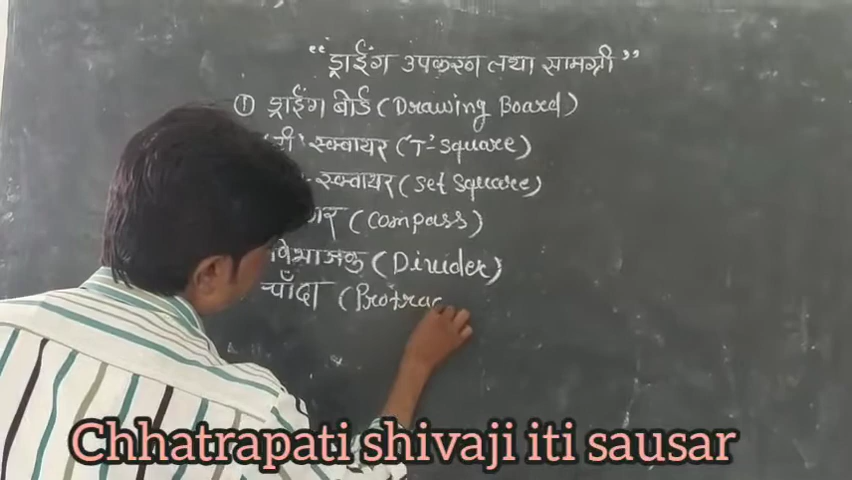 “ड्राईंग उपकरण तथा सामग्री”
① ड्राईंग बोर्ड (Drawing Board)
स्क्वायर ('T'-square)
स्क्वायर (Set Square)
(Compass)
विभाजक (Divider)
चाँदा (Protrac
Chhatrapati shivaji iti sausar